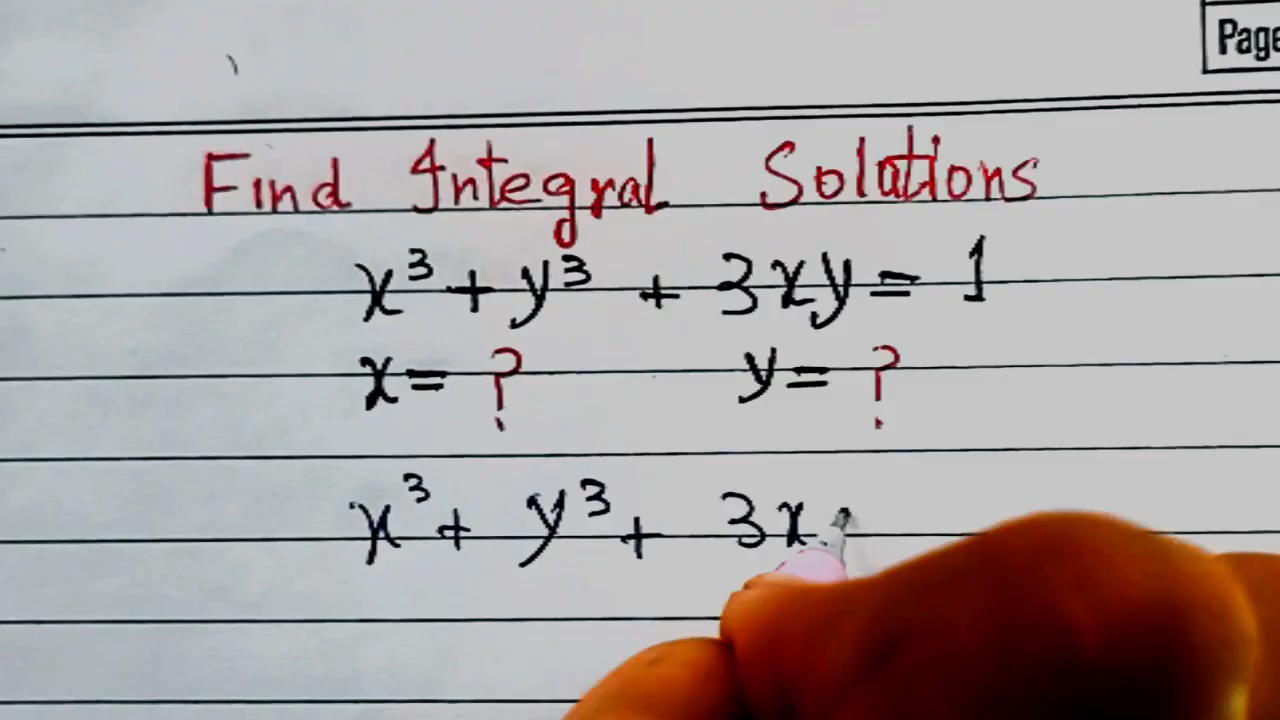 Page
Find Integral Solutions
x³ + y³ + 3xy = 1
x = ? y = ?
x³ + y³ + 3x